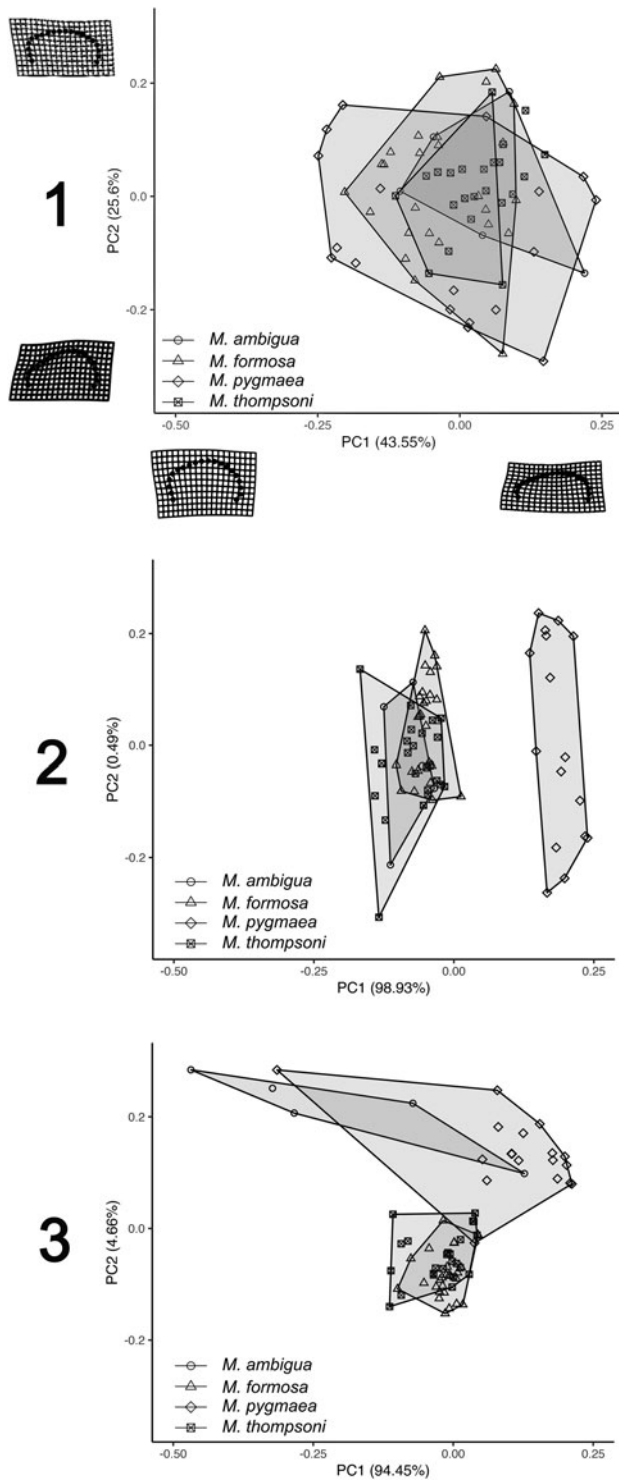 1
PC2 (25.6%)
0.2
0.0
-0.2
M. ambigua
M. formosa
M. pygmaea
M. thompsoni
-0.50
-0.25
0.00
0.25
PC1 (43.55%)
2
PC2 (0.49%)
0.2
0.0
-0.2
M. ambigua
M. formosa
M. pygmaea
M. thompsoni
-0.50
-0.25
0.00
0.25
PC1 (98.93%)
3
PC2 (4.66%)
0.2
0.0
-0.2
M. ambigua
M. formosa
M. pygmaea
M. thompsoni
-0.50
-0.25
0.00
0.25
PC1 (94.45%)